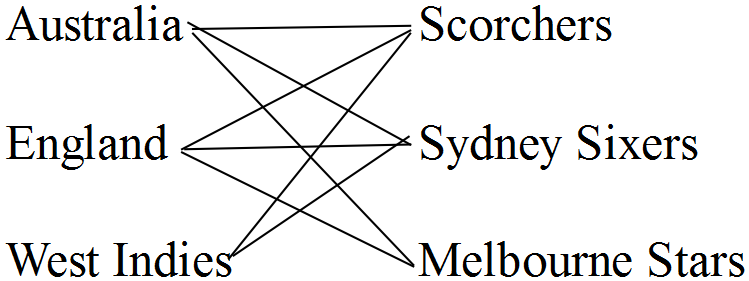 Australia Scorchers
England Sydney Sixers
West Indies Melbourne Stars